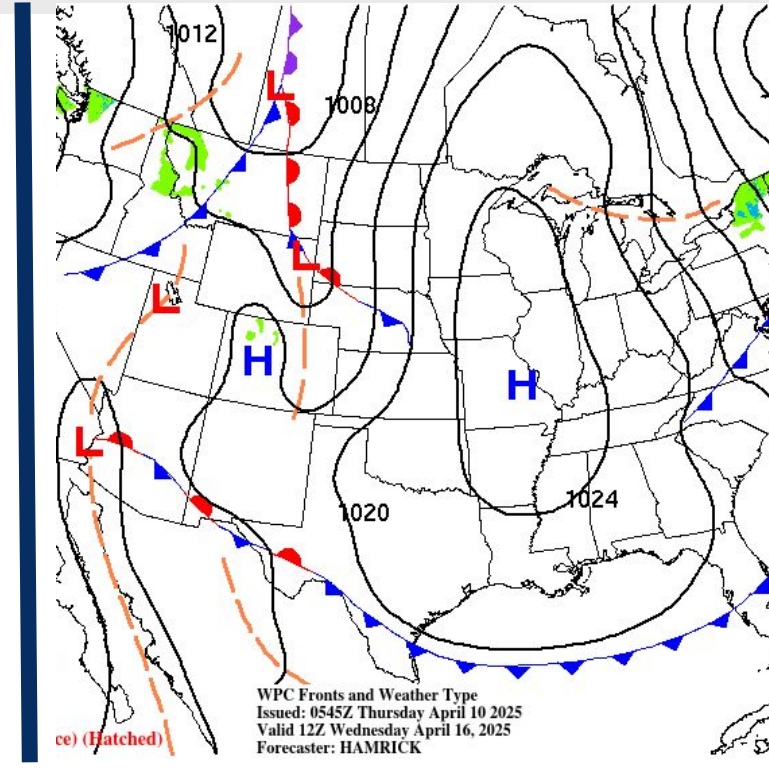 1012
L
1008
L
L
H
H
L
1024
1020
WPC Fronts and Weather Type
Issued: 0545Z Thursday April 10 2025
Valid 12Z Wednesday April 16, 2025
Forecaster: HAMRICK
ce) (Hatched)